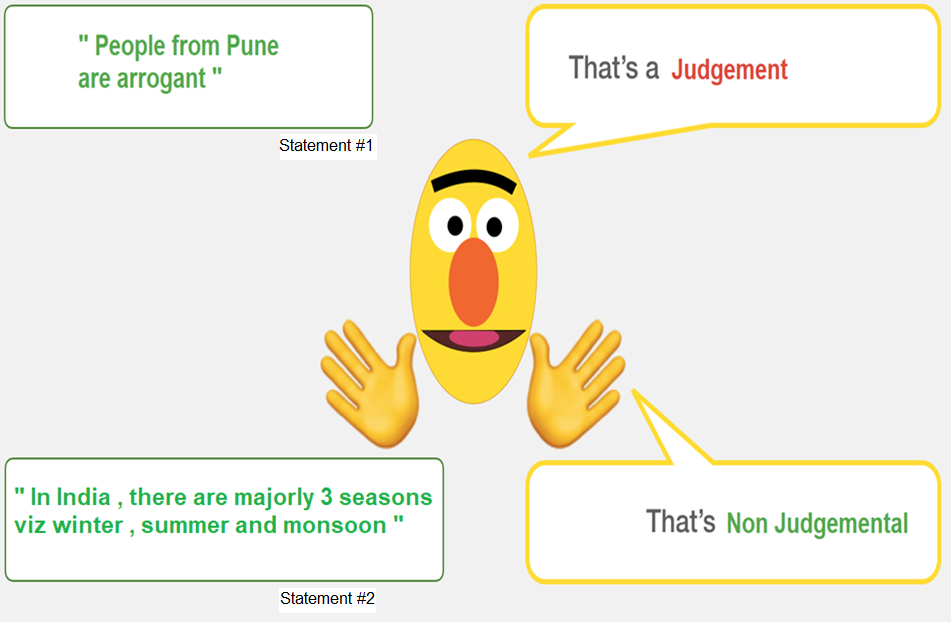 " People from Pune
are arrogant "
That's a Judgement
Statement #1
" In India , there are majorly 3 seasons
viz winter , summer and monsoon "
That's Non Judgemental
Statement #2